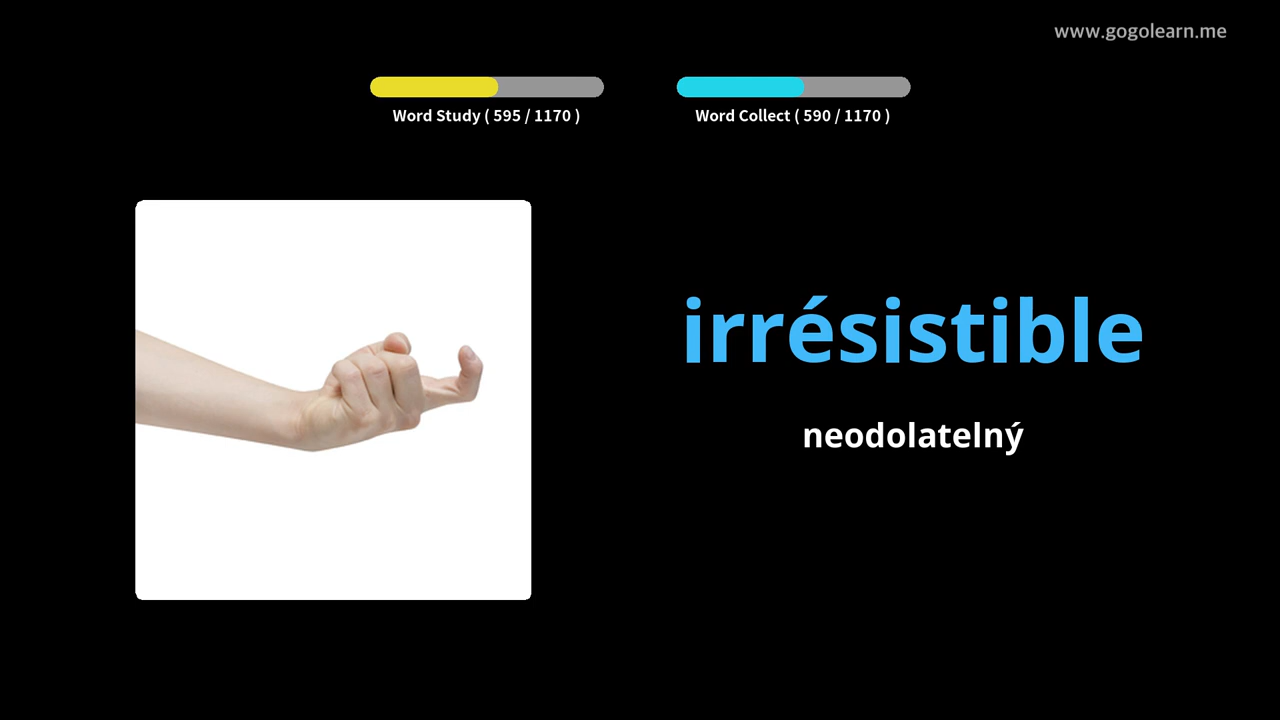 www.gogolearn.me
Word Study ( 595 / 1170 )
Word Collect ( 590 / 1170 )
irrésistible
neodolatelný